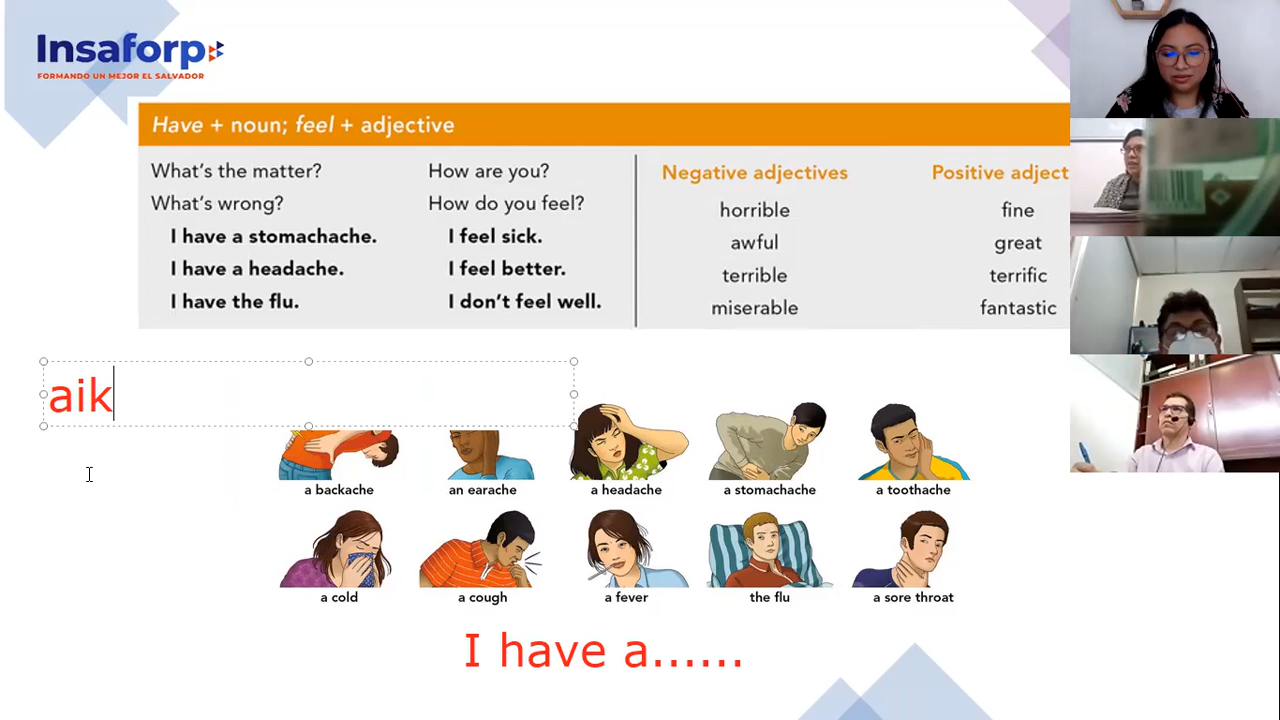 Insaforp
FORMANDO UN MEJOR EL SALVADOR
Have + noun; feel + adjective
What's the matter?
What's wrong?
I have a stomachache.
I have a headache.
I have the flu.
How are you?
How do you feel?
I feel sick.
I feel better.
I don't feel well.
Negative adjectives
horrible
awful
terrible
miserable
Positive adject
fine
great
terrific
fantastic
aik
a backache
an earache
a headache
a stomachache
a toothache
a cold
a cough
a fever
the flu
a sore throat
I have a......